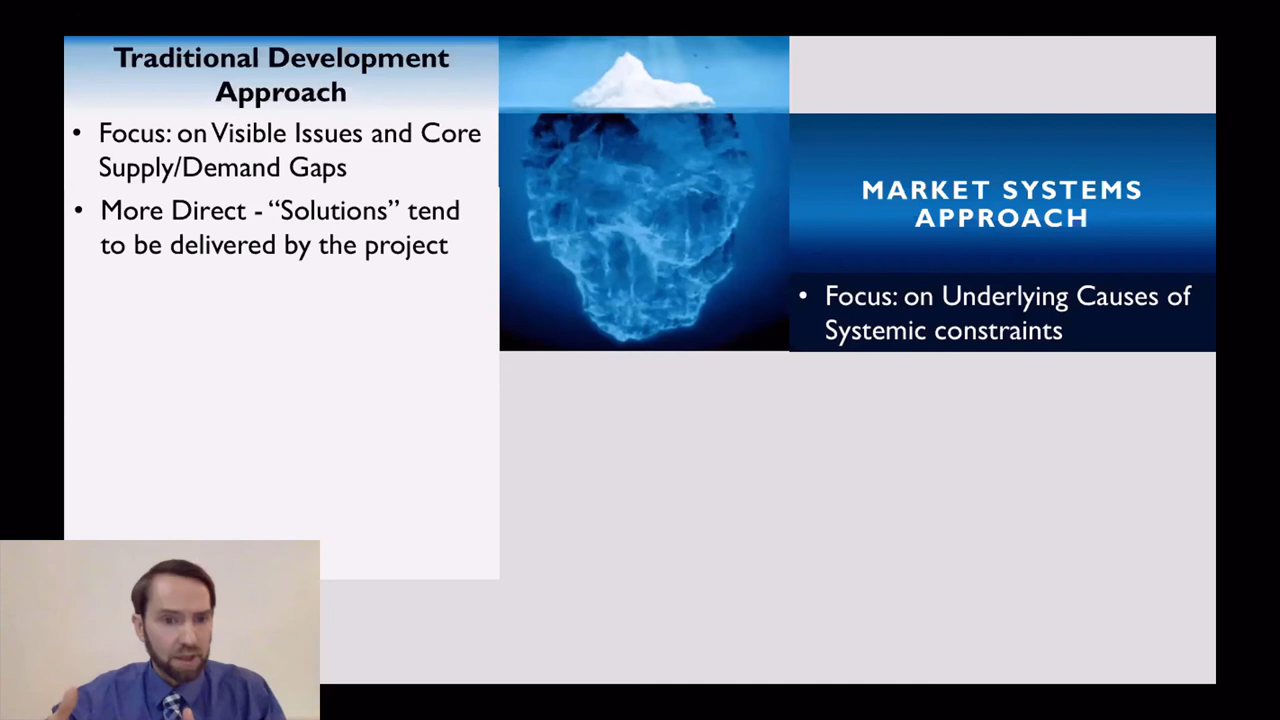 Traditional Development
Approach
• Focus: on Visible Issues and Core
Supply/Demand Gaps
• More Direct - “Solutions” tend
to be delivered by the project
MARKET SYSTEMS
APPROACH
• Focus: on Underlying Causes of
Systemic constraints